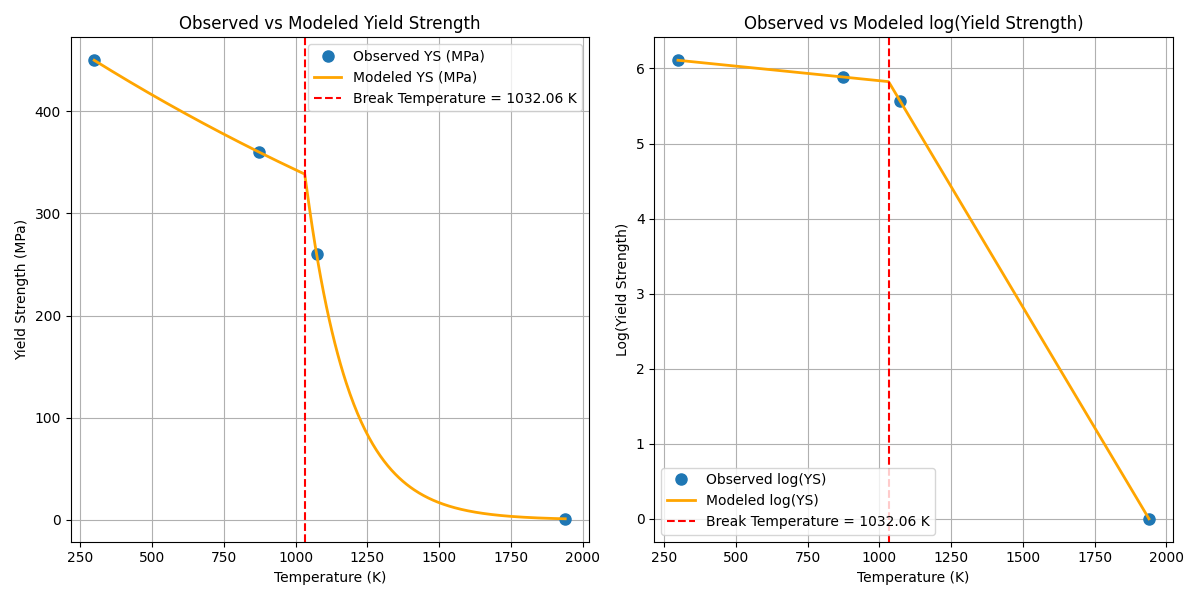 Observed vs Modeled Yield Strength
Observed YS (MPa)
Modeled YS (MPa)
Break Temperature = 1032.06 K
Yield Strength (MPa)
400
300
200
100
0
250 500 750 1000 1250 1500 1750 2000
Temperature (K)
Observed vs Modeled log(Yield Strength)
Log(Yield Strength)
6
5
4
3
2
1
0
Observed log(YS)
Modeled log(YS)
Break Temperature = 1032.06 K
250 500 750 1000 1250 1500 1750 2000
Temperature (K)